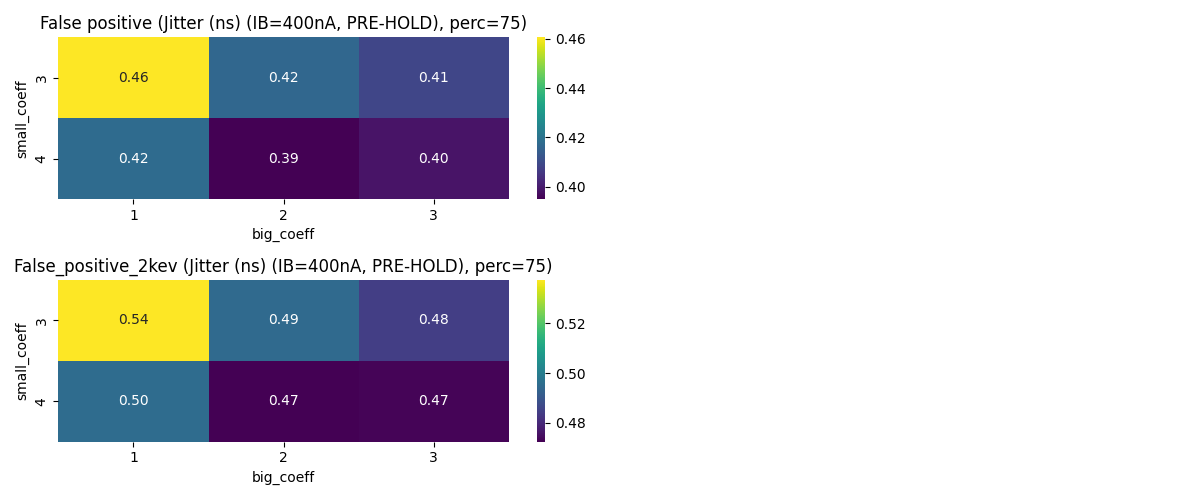 False positive (Jitter (ns) (IB=400nA, PRE-HOLD), perc=75)
small_coeff
3
4
0.46 0.42 0.41
0.42 0.39 0.40
1 2 3
big_coeff
0.46
0.44
0.42
0.40
False_positive_2kev (Jitter (ns) (IB=400nA, PRE-HOLD), perc=75)
small_coeff
3
4
0.54 0.49 0.48
0.50 0.47 0.47
1 2 3
big_coeff
0.52
0.50
0.48